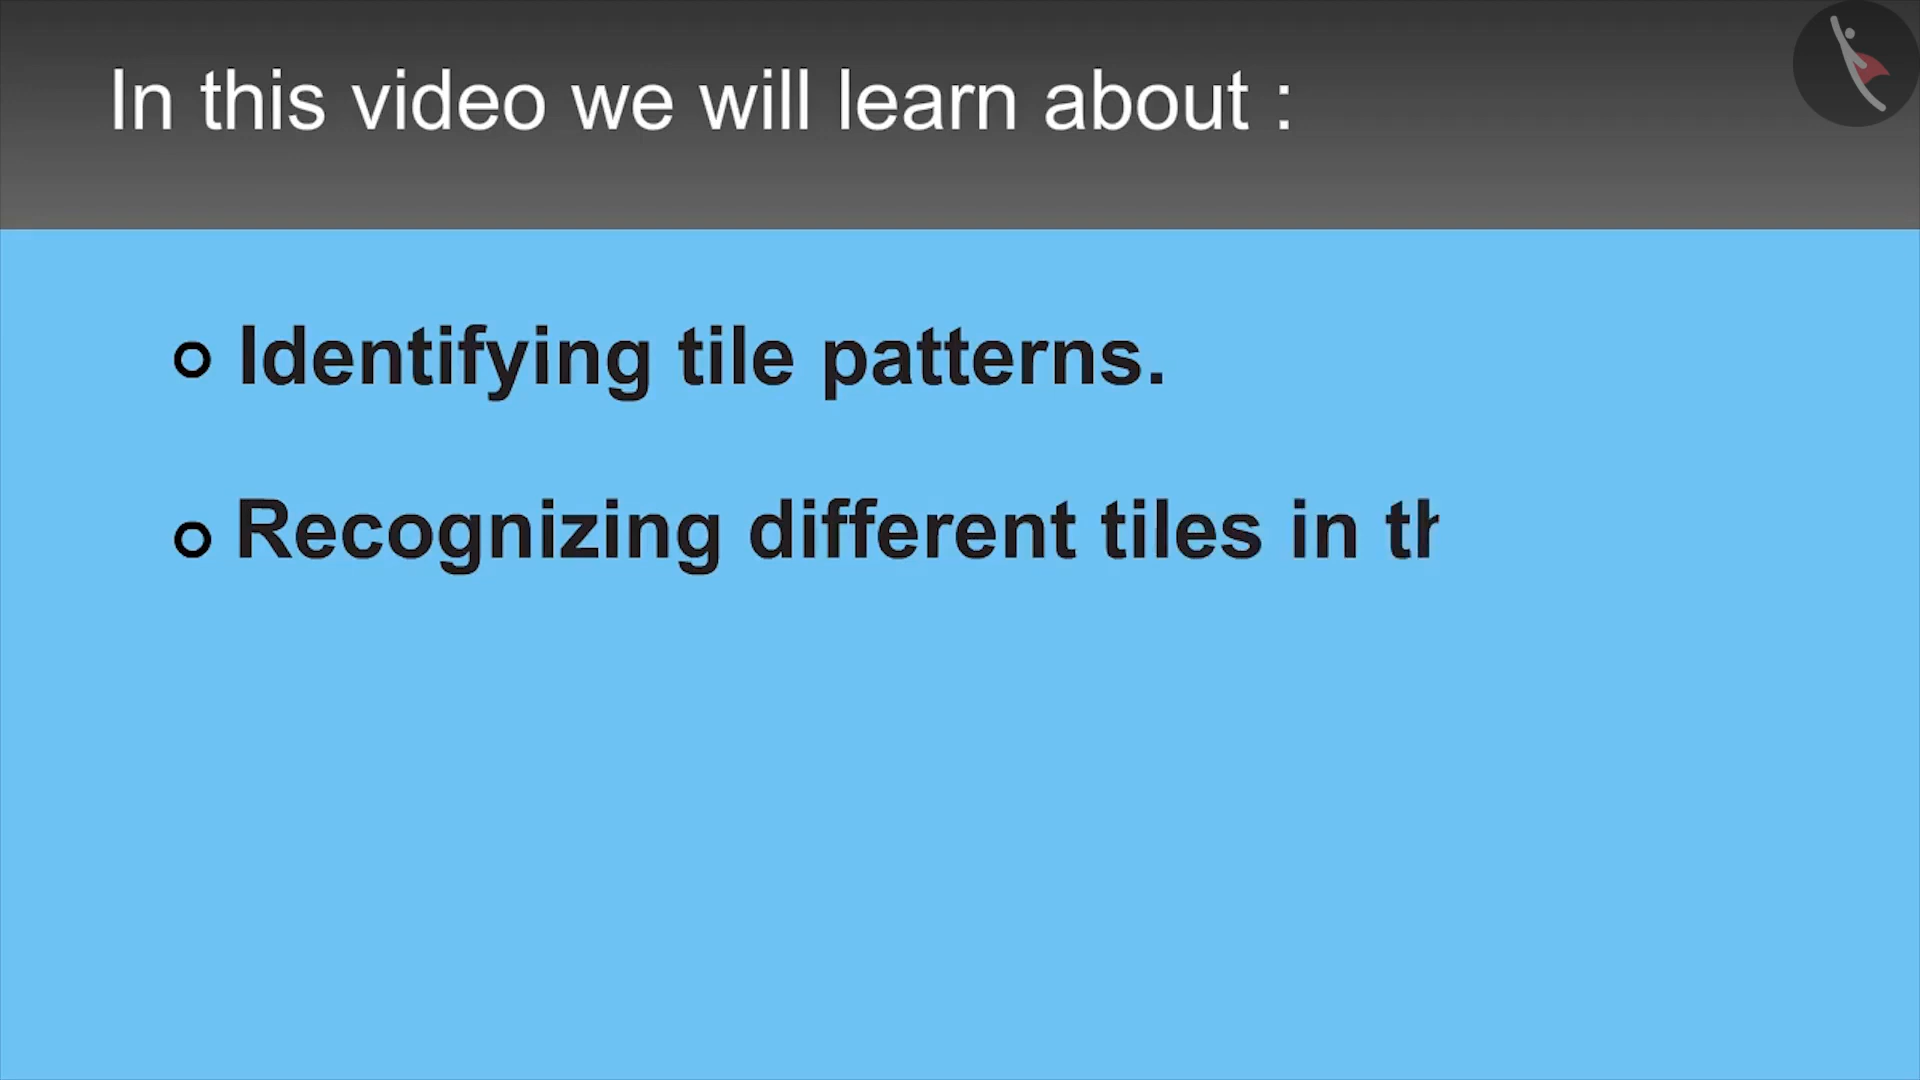 In this video we will learn about :
Identifying tile patterns.
Recognizing different tiles in